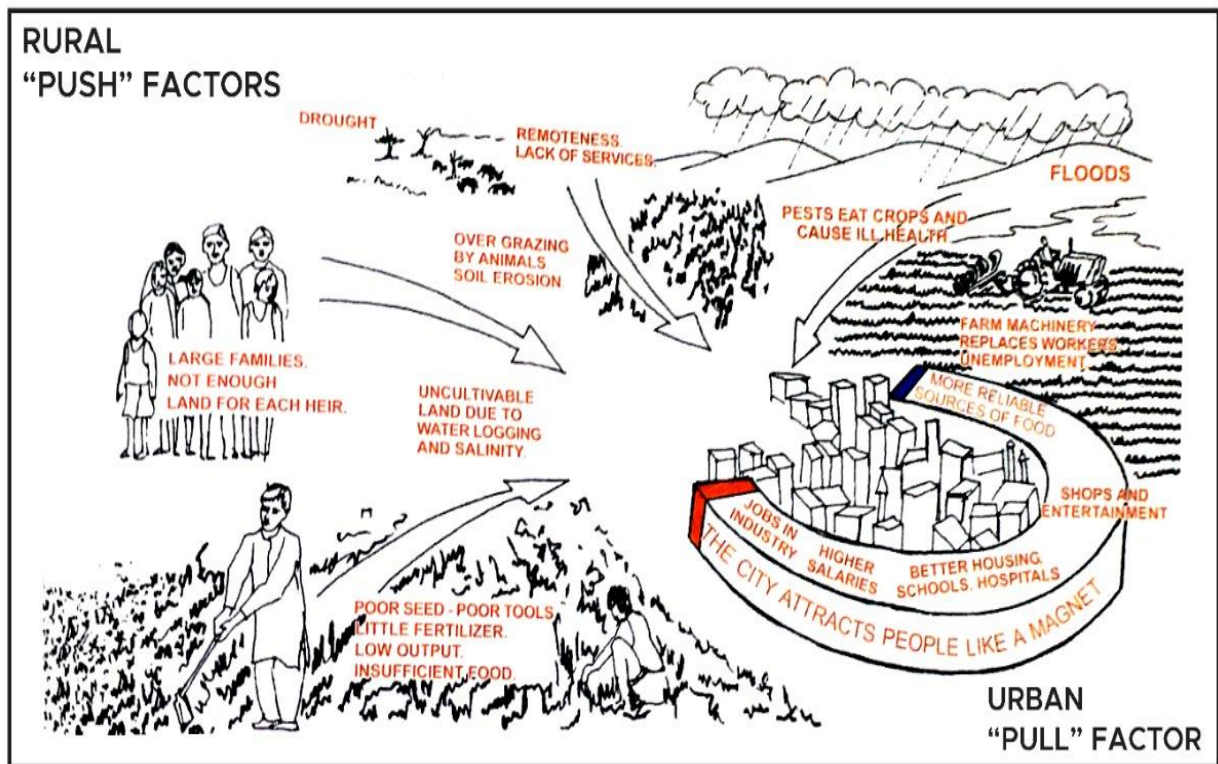 RURAL
“PUSH” FACTORS
DROUGHT
REMOTENESS.
LACK OF SERVICES.
FLOODS
PESTS EAT CROPS AND
CAUSE ILL HEALTH
OVER GRAZING
BY ANIMALS.
SOIL EROSION.
FARM MACHINERY
REPLACES WORKERS.
UNEMPLOYMENT.
LARGE FAMILIES.
NOT ENOUGH
LAND FOR EACH HEIR.
UNCULTIVABLE
LAND DUE TO
WATER LOGGING
AND SALINITY.
MORE RELIABLE
SOURCES OF FOOD
SHOPS AND
ENTERTAINMENT
JOBS IN
INDUSTRY
HIGHER
SALARIES
BETTER HOUSING,
SCHOOLS, HOSPITALS
THE CITY ATTRACTS PEOPLE LIKE A MAGNET
POOR SEED - POOR TOOLS
LITTLE FERTILIZER.
LOW OUTPUT.
INSUFFICIENT FOOD.
URBAN
“PULL” FACTOR